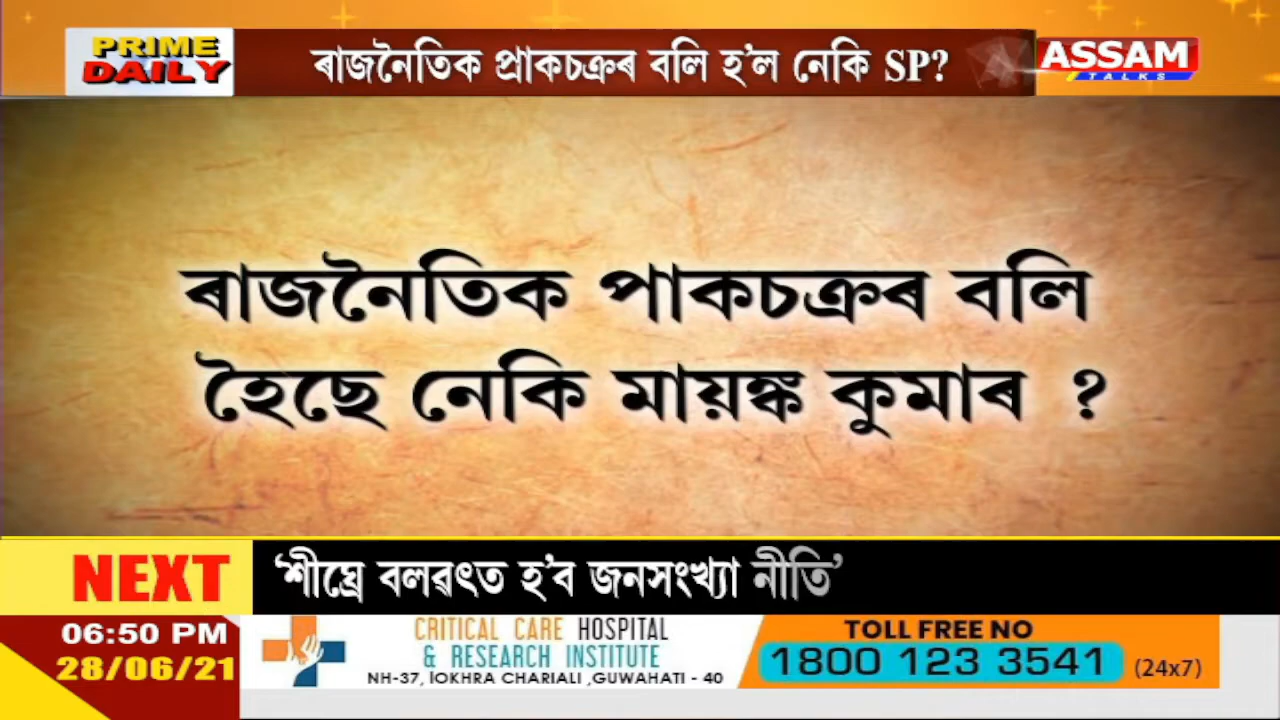 PRIME
DAILY
ৰাজনৈতিক প্ৰাকচক্ৰৰ বলি হ'ল নেকি SP?
ASSAM
TALKS
ৰাজনৈতিক পাকচক্ৰৰ বলি
হৈছে নেকি মায়ঙ্ক কুমাৰ ?
NEXT
‘শীঘ্ৰে বলৱৎত হ’ব জনসংখ্যা নীতি’
06:50 PM
28/06/21
CRITICAL CARE HOSPITAL
& RESEARCH INSTITUTE
NH-37, lOKHRA CHARIALI ,GUWAHATI - 40
TOLL FREE NO
1800 123 3541 (24x7)